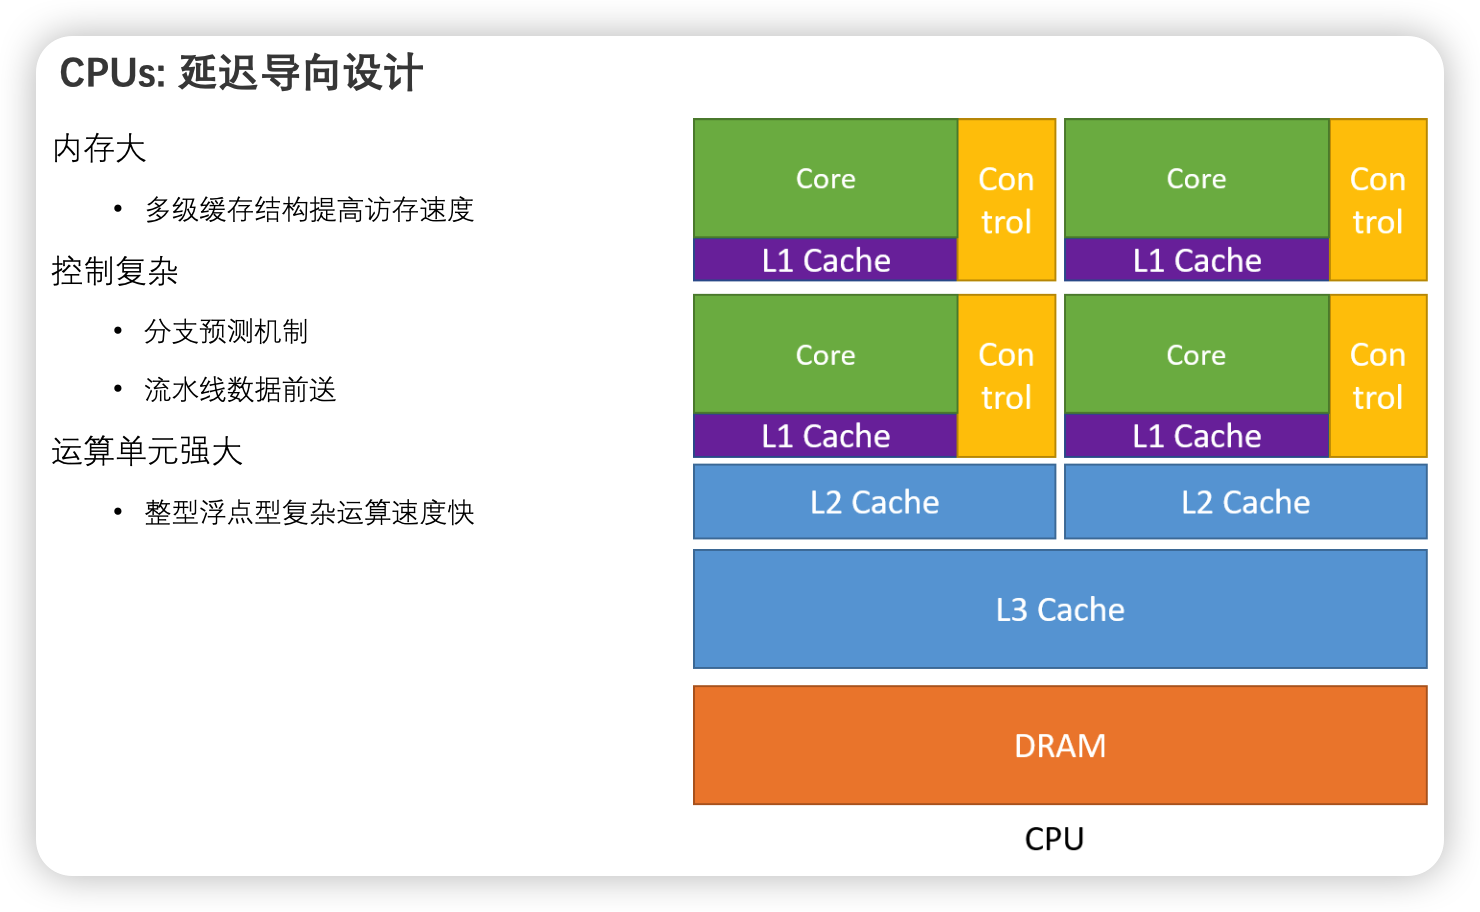 CPUs: 延迟导向设计
内存大
• 多级缓存结构提高访存速度
控制复杂
• 分支预测机制
• 流水线数据前送
运算单元强大
• 整型浮点型复杂运算速度快
Core
Con
trol
L1 Cache
Core
Con
trol
L1 Cache
Core
Con
trol
L1 Cache
Core
Con
trol
L1 Cache
L2 Cache
L2 Cache
L3 Cache
DRAM
CPU